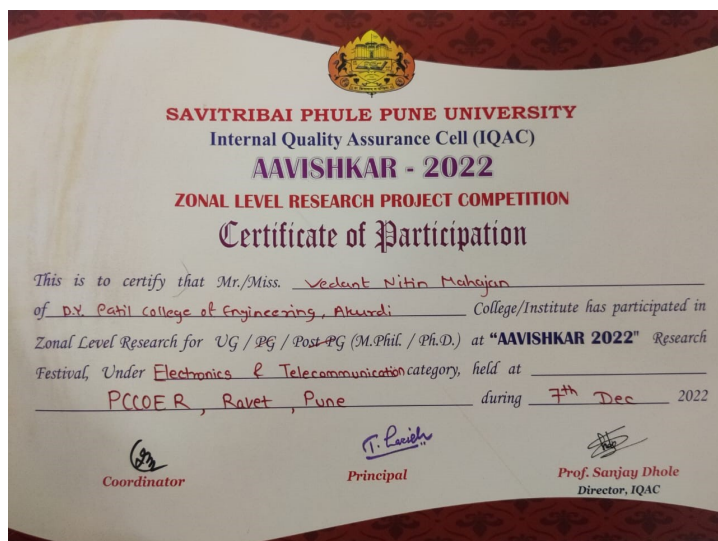 SAVITRIBAI PHULE PUNE UNIVERSITY
Internal Quality Assurance Cell (IQAC)
AAVISHKAR - 2022
ZONAL LEVEL RESEARCH PROJECT COMPETITION
Certificate of Participation
This is to certify that Mr./Miss. Vedant Nitin Mahajan
of D.Y. Patil College of Engineering, Akurdi College/Institute has participated in
Zonal Level Research for UG / PG / Post-PG (M.Phil. / Ph.D.) at "AAVISHKAR 2022" Research
Festival, Under Electronics & Telecommunication category, held at
PCCOER, Ravet, Pune during 7th Dec 2022
Coordinator Principal Prof. Sanjay Dhole
Director, IQAC